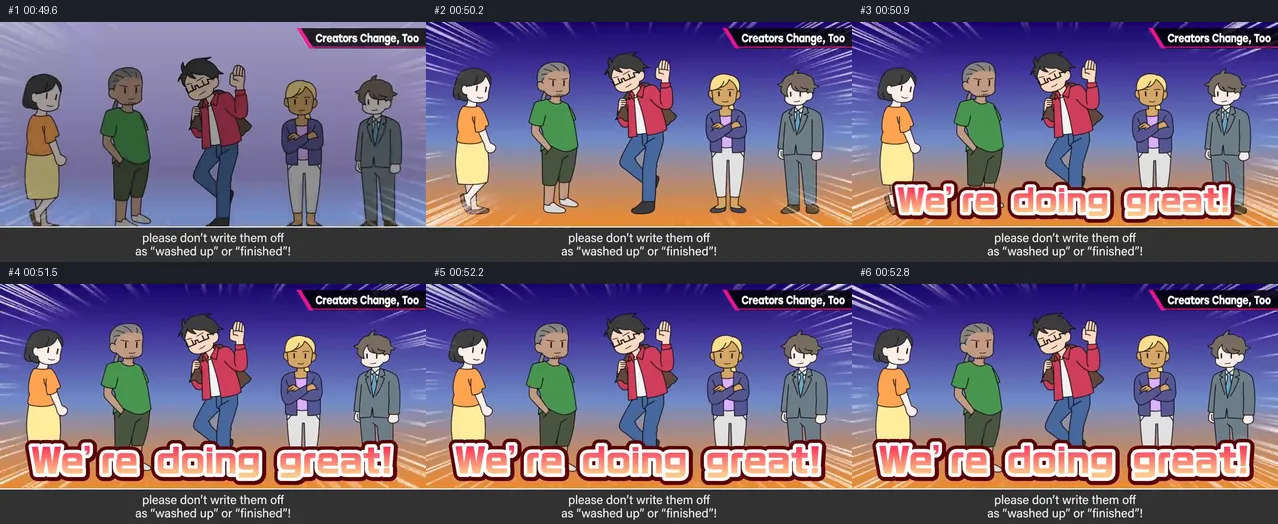 #1 00:49.6
Creators Change, Too
please don't write them off
as “washed up” or “finished”!
#2 00:50.2
Creators Change, Too
please don't write them off
as “washed up” or “finished”!
#3 00:50.9
Creators Change, Too
We're doing great!
please don't write them off
as “washed up” or “finished”!
#4 00:51.5
Creators Change, Too
We're doing great!
please don't write them off
as “washed up” or “finished”!
#5 00:52.2
Creators Change, Too
We're doing great!
please don't write them off
as “washed up” or “finished”!
#6 00:52.8
Creators Change, Too
We're doing great!
please don't write them off
as “washed up” or “finished”!